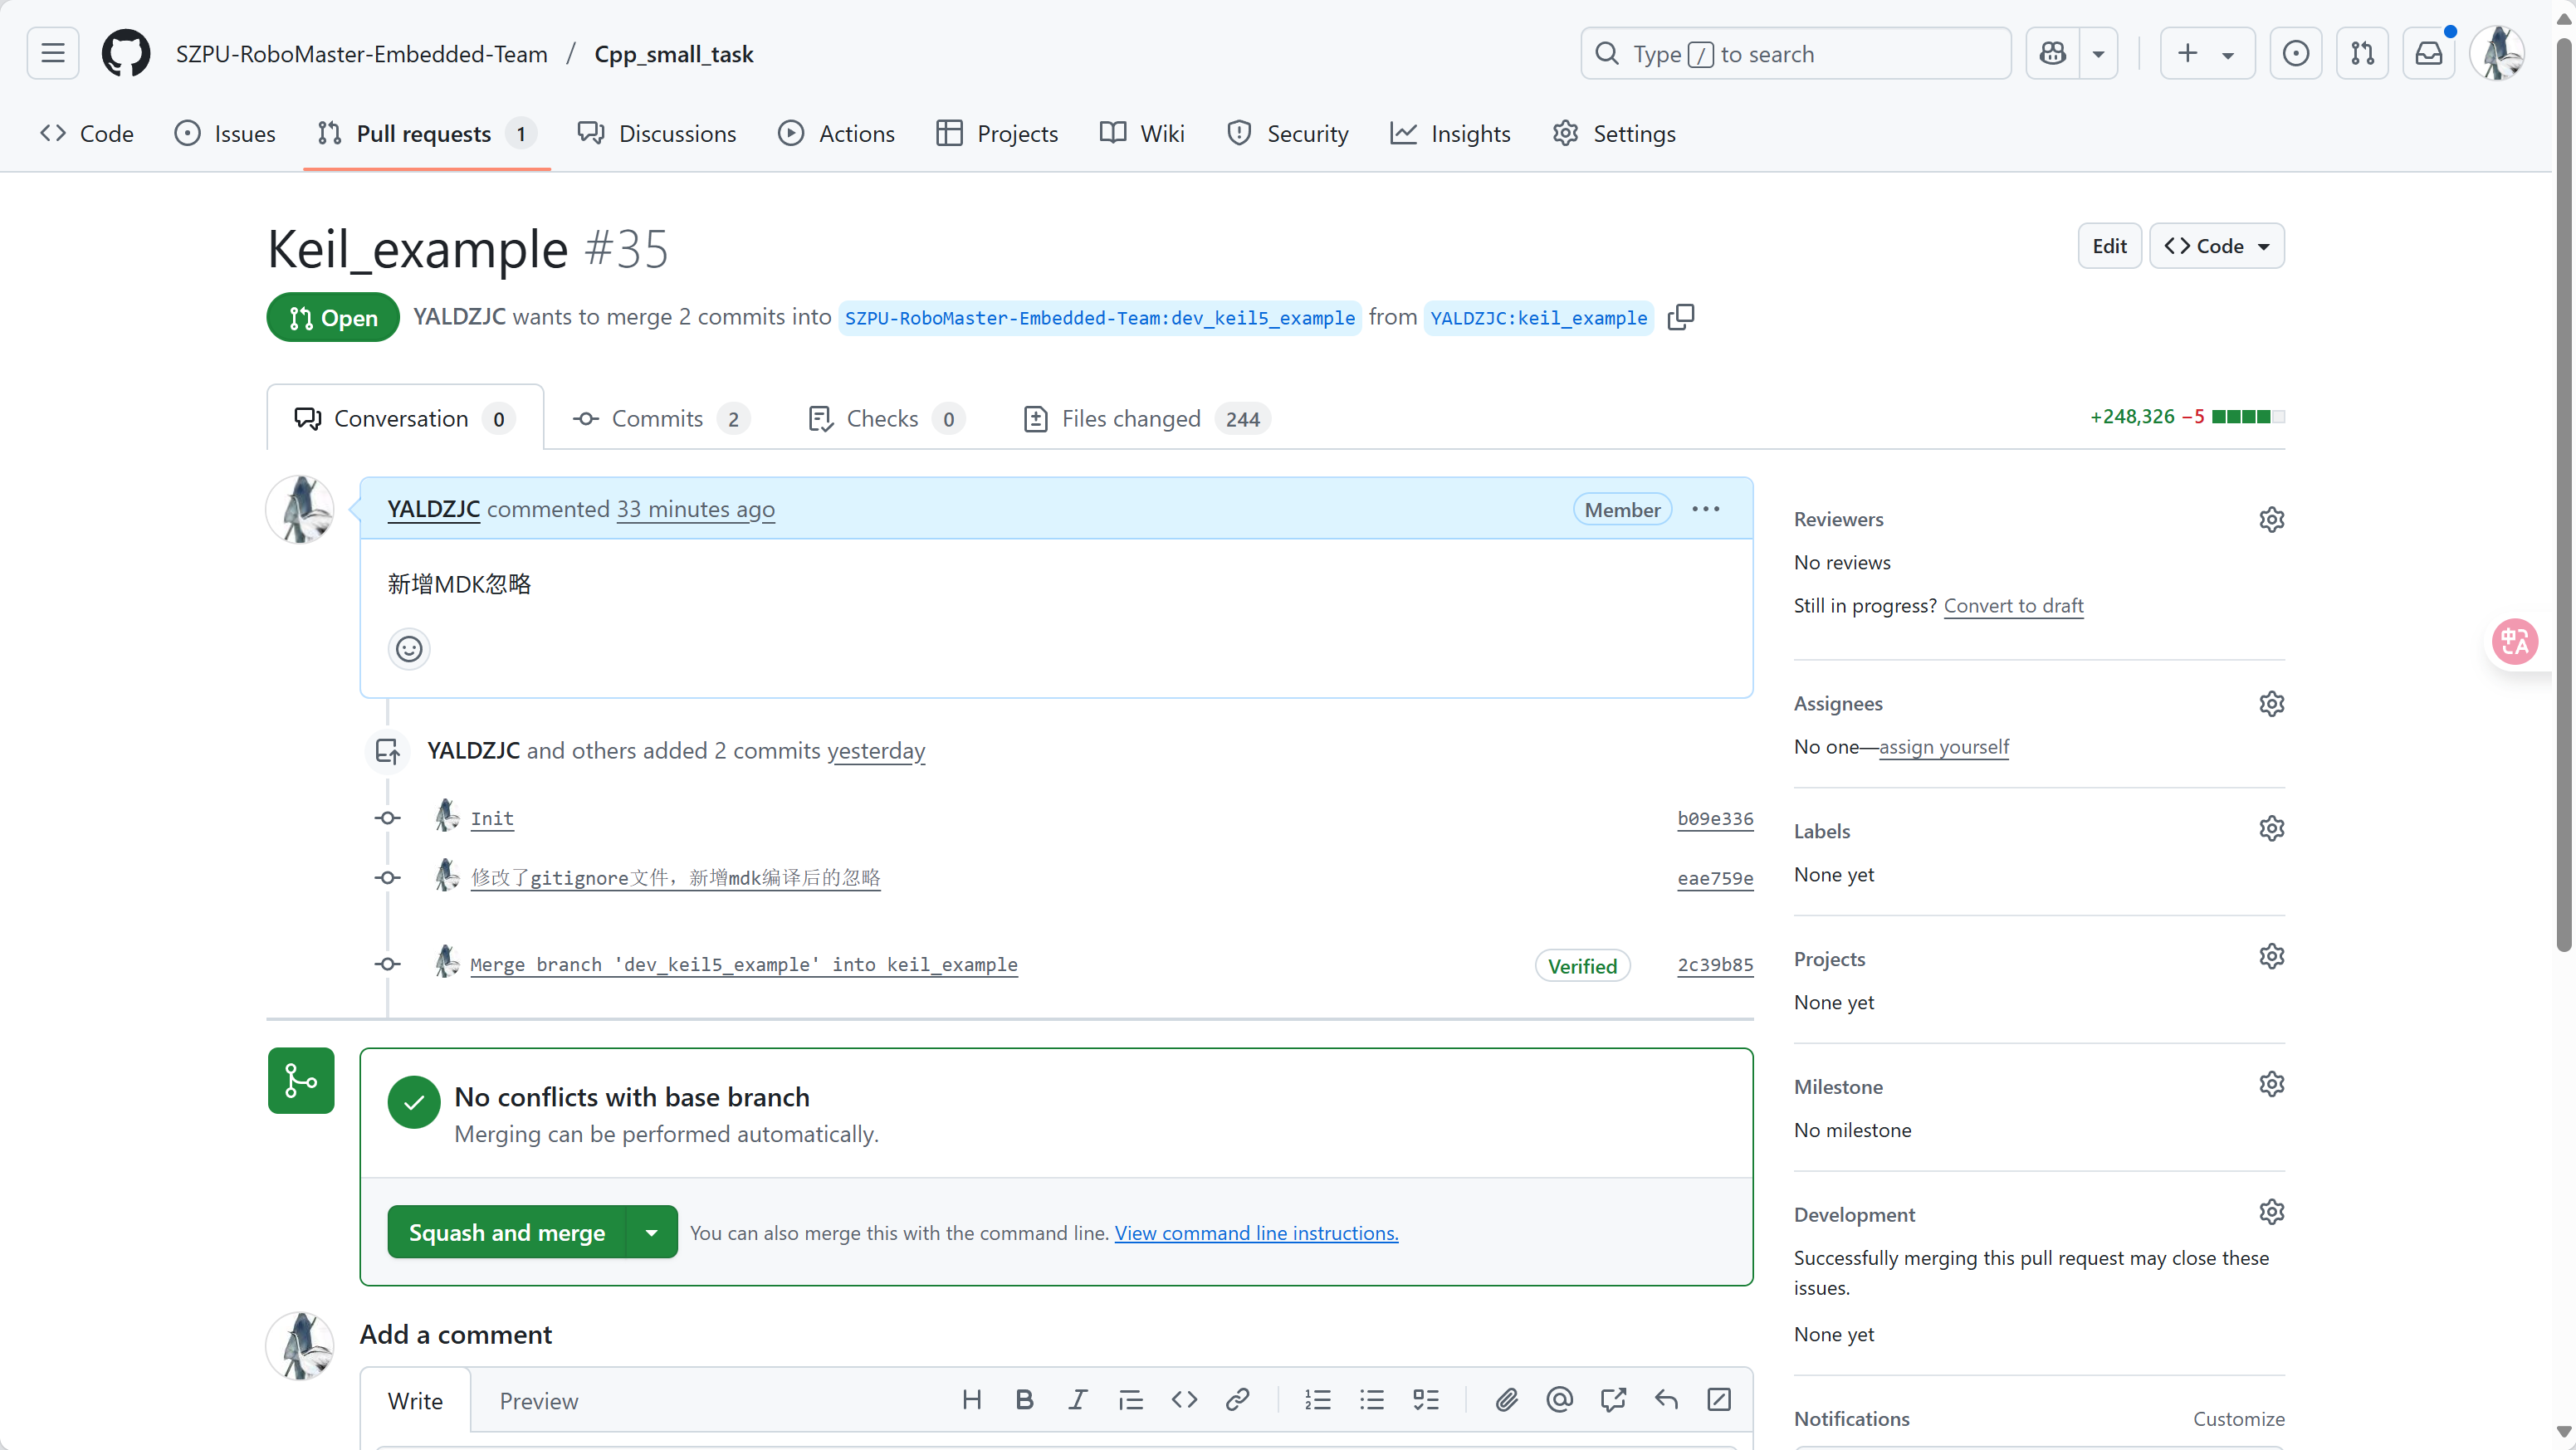 SZPU-RoboMaster-Embedded-Team / Cpp_small_task
Type / to search
Code
Issues
Pull requests 1
Discussions
Actions
Projects
Wiki
Security
Insights
Settings
Keil_example #35
Edit
Code
Open
YALDZJC wants to merge 2 commits into SZPU-RoboMaster-Embedded-Team:dev_keil5_example from YALDZJC:keil_example
Conversation 0
Commits 2
Checks 0
Files changed 244
+248,326 −5
YALDZJC commented 33 minutes ago
Member
新增MDK忽略
YALDZJC and others added 2 commits yesterday
Init
b09e336
修改了gitignore文件，新增mdk编译后的忽略
eae759e
Merge branch 'dev_keil5_example' into keil_example
Verified
2c39b85
No conflicts with base branch
Merging can be performed automatically.
Squash and merge
You can also merge this with the command line. View command line instructions.
Add a comment
Write
Preview
Reviewers
No reviews
Still in progress? Convert to draft
Assignees
No one—assign yourself
Labels
None yet
Projects
None yet
Milestone
No milestone
Development
Successfully merging this pull request may close these
issues.
None yet
Notifications
Customize